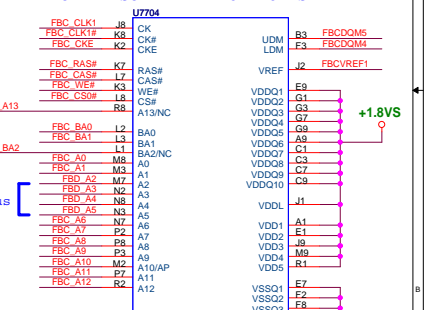 U7704
FBC_CLK1 J8 CK
FBC_CLK1# K8 CK#
FBC_CKE K2 CKE
FBC_RAS# K7 RAS#
FBC_CAS# L7 CAS#
FBC_WE# K3 WE#
FBC_CS0# L8 CS#
_A13 R8 A13/NC
FBC_BA0 L2 BA0
FBC_BA1 L3 BA1
BA2 L1 BA2/NC
FBC_A0 M8 A0
FBC_A1 M3 A1
FBD_A2 M7 A2
FBD_A3 N2 A3
FBD_A4 N8 A4
FBD_A5 N3 A5
FBC_A6 N7 A6
FBC_A7 P2 A7
FBC_A8 P8 A8
FBC_A9 P3 A9
FBC_A10 M2 A10/AP
FBC_A11 P7 A11
FBC_A12 R2 A12
us
UDM B3 FBCDQM5
LDM F3 FBCDQM4
VREF J2 FBCVREF1
VDDQ1 E9
VDDQ2 G1
VDDQ3 G3
VDDQ4 G7
VDDQ5 G9
VDDQ6 A9
VDDQ7 C1
VDDQ8 C3
VDDQ9 C7
VDDQ10 C9
+1.8VS
VDDL J1
VDD1 A1
VDD2 E1
VDD3 J9
VDD4 M9
VDD5 R1
VSSQ1 E7
VSSQ2 F2
VSSQ3 F8
B